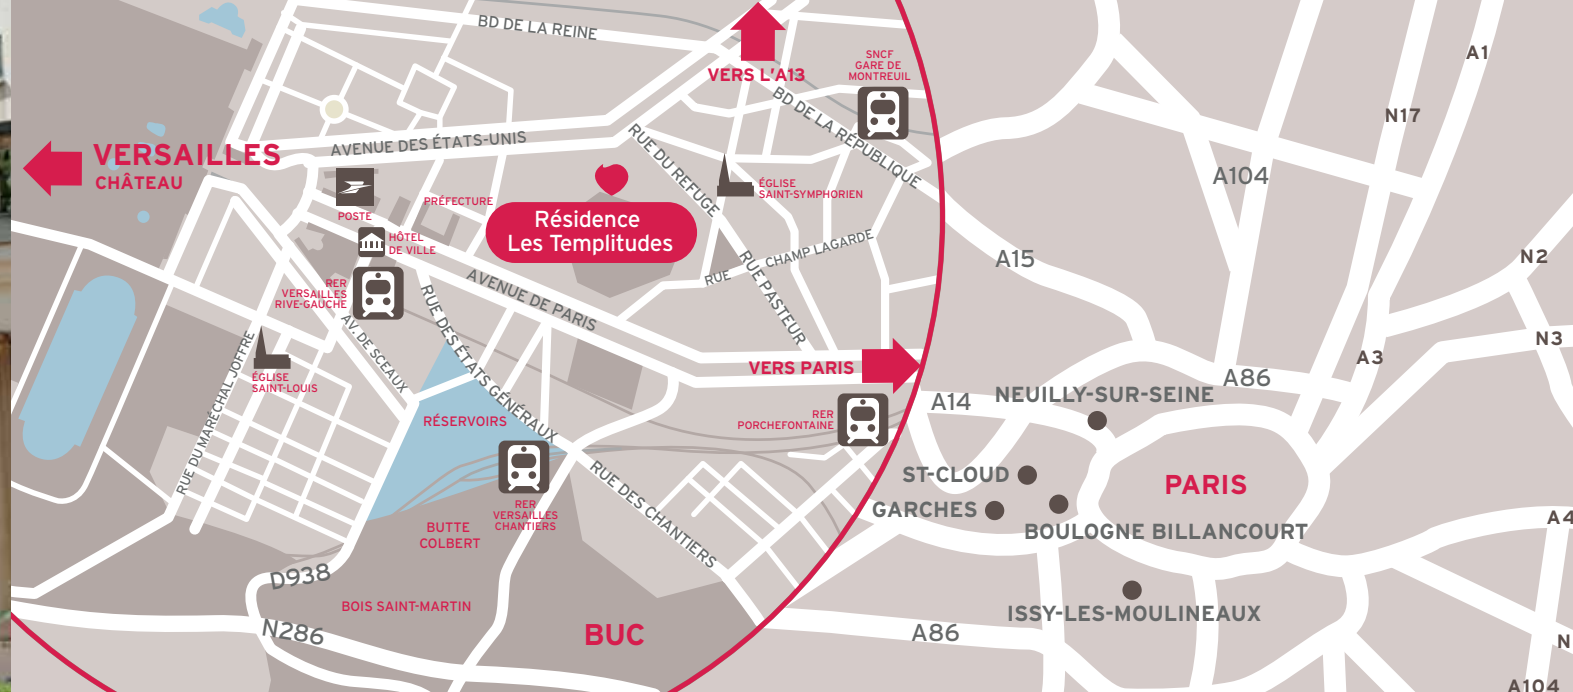 BD DE LA REINE
VERS L'A13
SNCF
GARE DE
MONTREUIL
A1
N17
BD DE LA RÉPUBLIQUE
AVENUE DES ÉTATS-UNIS
RUE DU REFUGE
VERSAILLES
CHÂTEAU
POSTE
PRÉFECTURE
ÉGLISE
SAINT-SYMPHORIEN
A104
Résidence
Les Templitudes
HÔTEL
DE VILLE
RUE CHAMP LAGARDE
A15
N2
RER
VERSAILLES
RIVE-GAUCHE
AVENUE DE PARIS
RUE PASTEUR
RUE DES ÉTATS GÉNÉRAUX
AV. DE SCEAUX
RUE DU MARÉCHAL JOFFRE
ÉGLISE
SAINT-LOUIS
VERS PARIS
N3
A3
A86
A14
NEUILLY-SUR-SEINE
RÉSERVOIRS
RER
PORCHEFONTAINE
ST-CLOUD
GARCHES
PARIS
BOULOGNE BILLANCOURT
A4
RER
VERSAILLES
CHANTIERS
RUE DES CHANTIERS
BUTTE
COLBERT
D938
BOIS SAINT-MARTIN
ISSY-LES-MOULINEAUX
N286
BUC
A86
N
A104